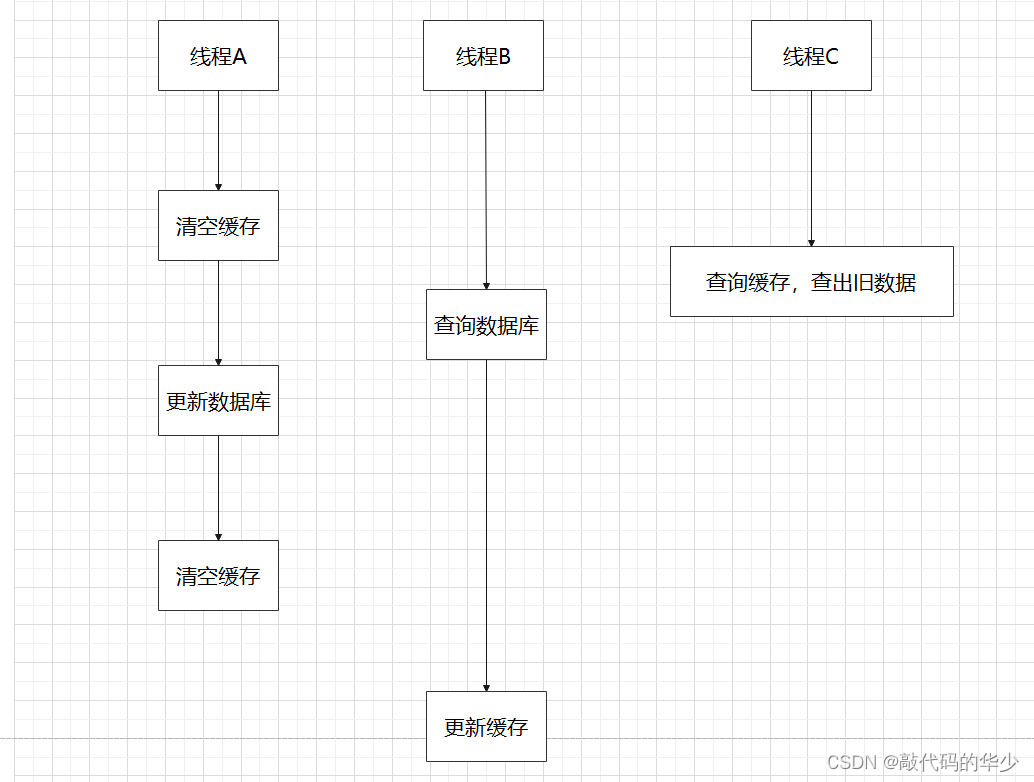 线程A
线程B
线程C
清空缓存
查询缓存，查出旧数据
查询数据库
更新数据库
清空缓存
更新缓存
CSDN @敲代码的华少